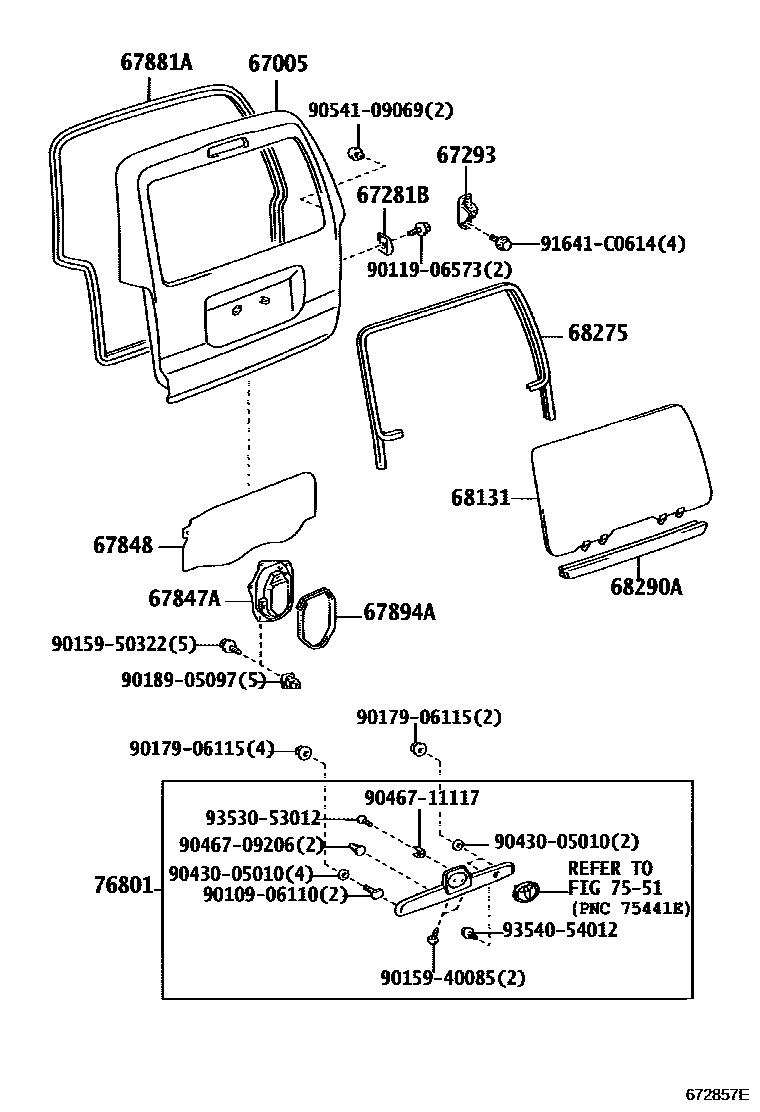 67881A
67005
90541-09069(2)
67293
67281B
91641-C0614(4)
90119-06573(2)
68275
68131
67848
68290A
67847A
67894A
90159-50322(5)
90189-05097(5)
90179-06115(2)
90179-06115(4)
90467-11117
93530-53012
90467-09206(2)
90430-05010(2)
90430-05010(4)
REFER TO
FIG 75-51
(PNC 75441E)
76801
90109-06110(2)
93540-54012
90159-40085(2)
672857E